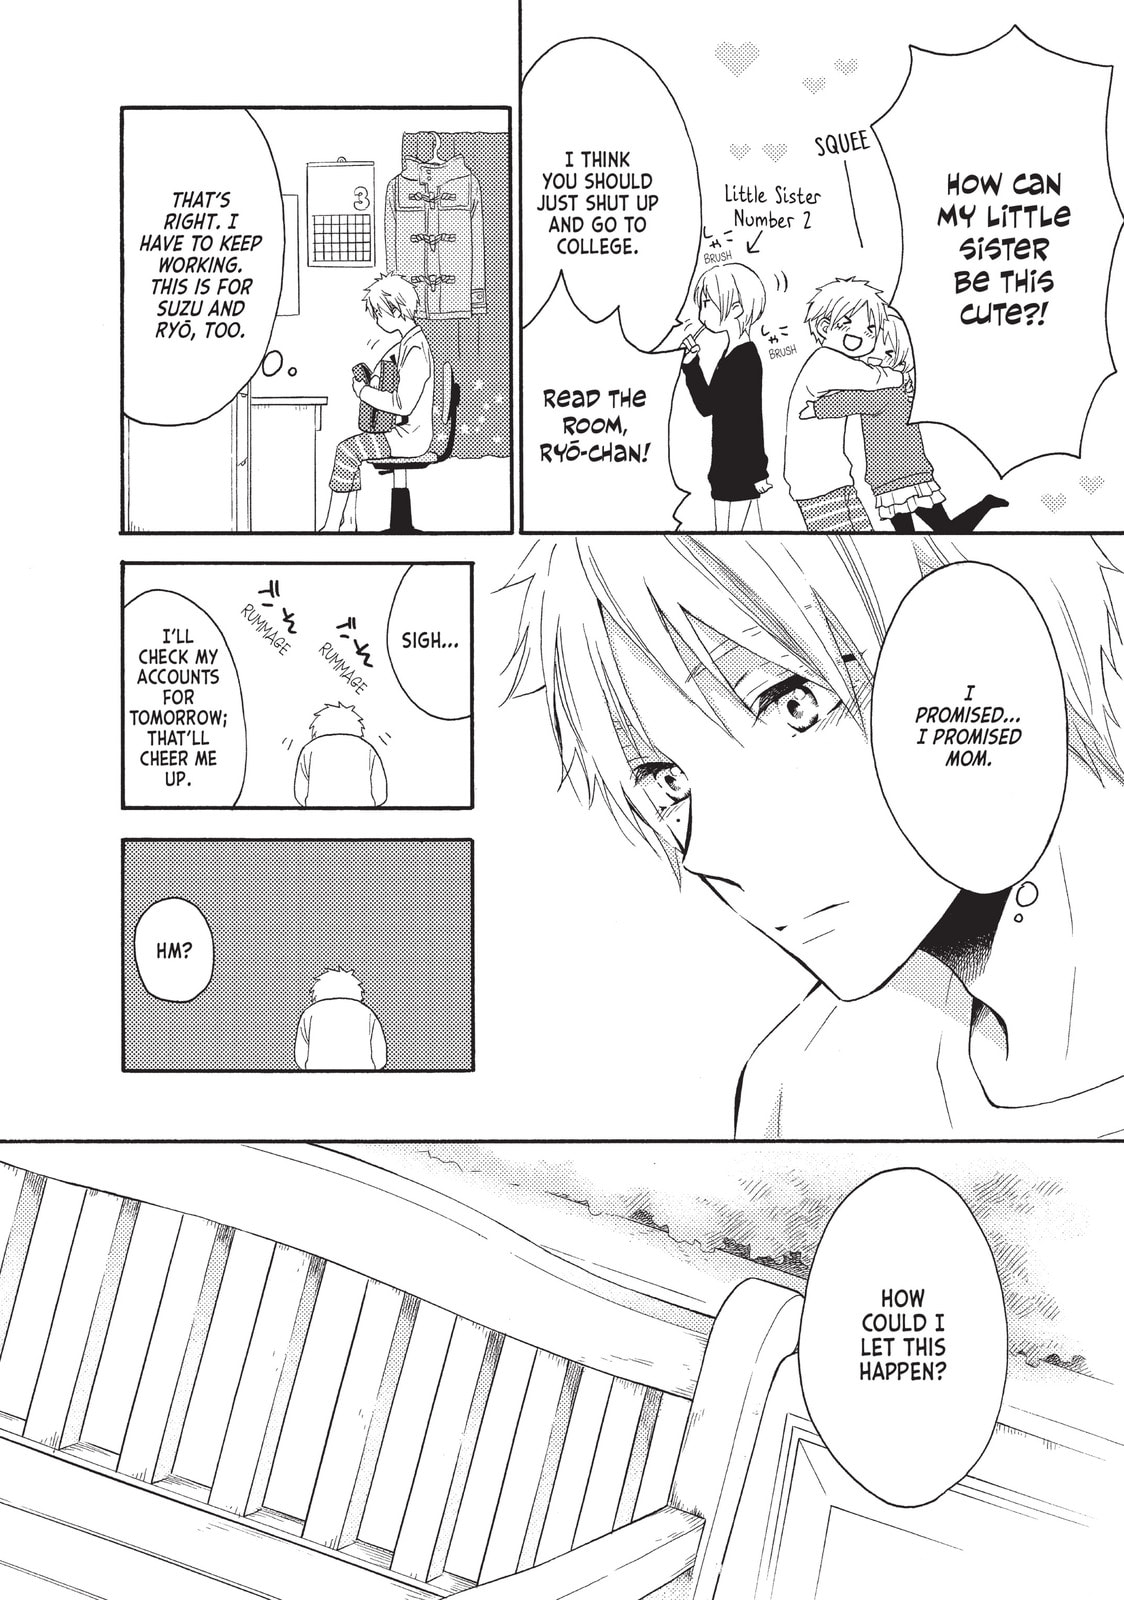 HOW CAN
MY LITTLE
SISTER
BE THIS
CUTE?!
SQUEE
Little Sister
Number 2
BRUSH
BRUSH
I THINK
YOU SHOULD
JUST SHUT UP
AND GO TO
COLLEGE.
READ THE
ROOM,
RYŌ-CHAN!
THAT'S
RIGHT. I
HAVE TO KEEP
WORKING.
THIS IS FOR
SUZU AND
RYŌ, TOO.
3
I
PROMISED...
I PROMISED
MOM.
SIGH...
RUMMAGE
RUMMAGE
I'LL
CHECK MY
ACCOUNTS
FOR
TOMORROW;
THAT'LL
CHEER ME
UP.
HM?
HOW
COULD I
LET THIS
HAPPEN?